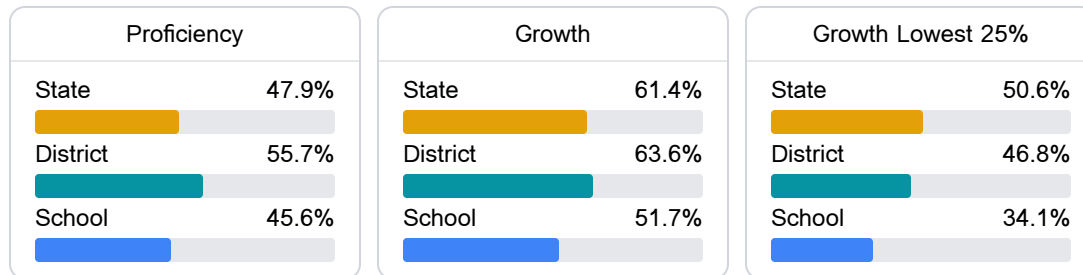 Proficiency
State 47.9%
District 55.7%
School 45.6%
Growth
State 61.4%
District 63.6%
School 51.7%
Growth Lowest 25%
State 50.6%
District 46.8%
School 34.1%